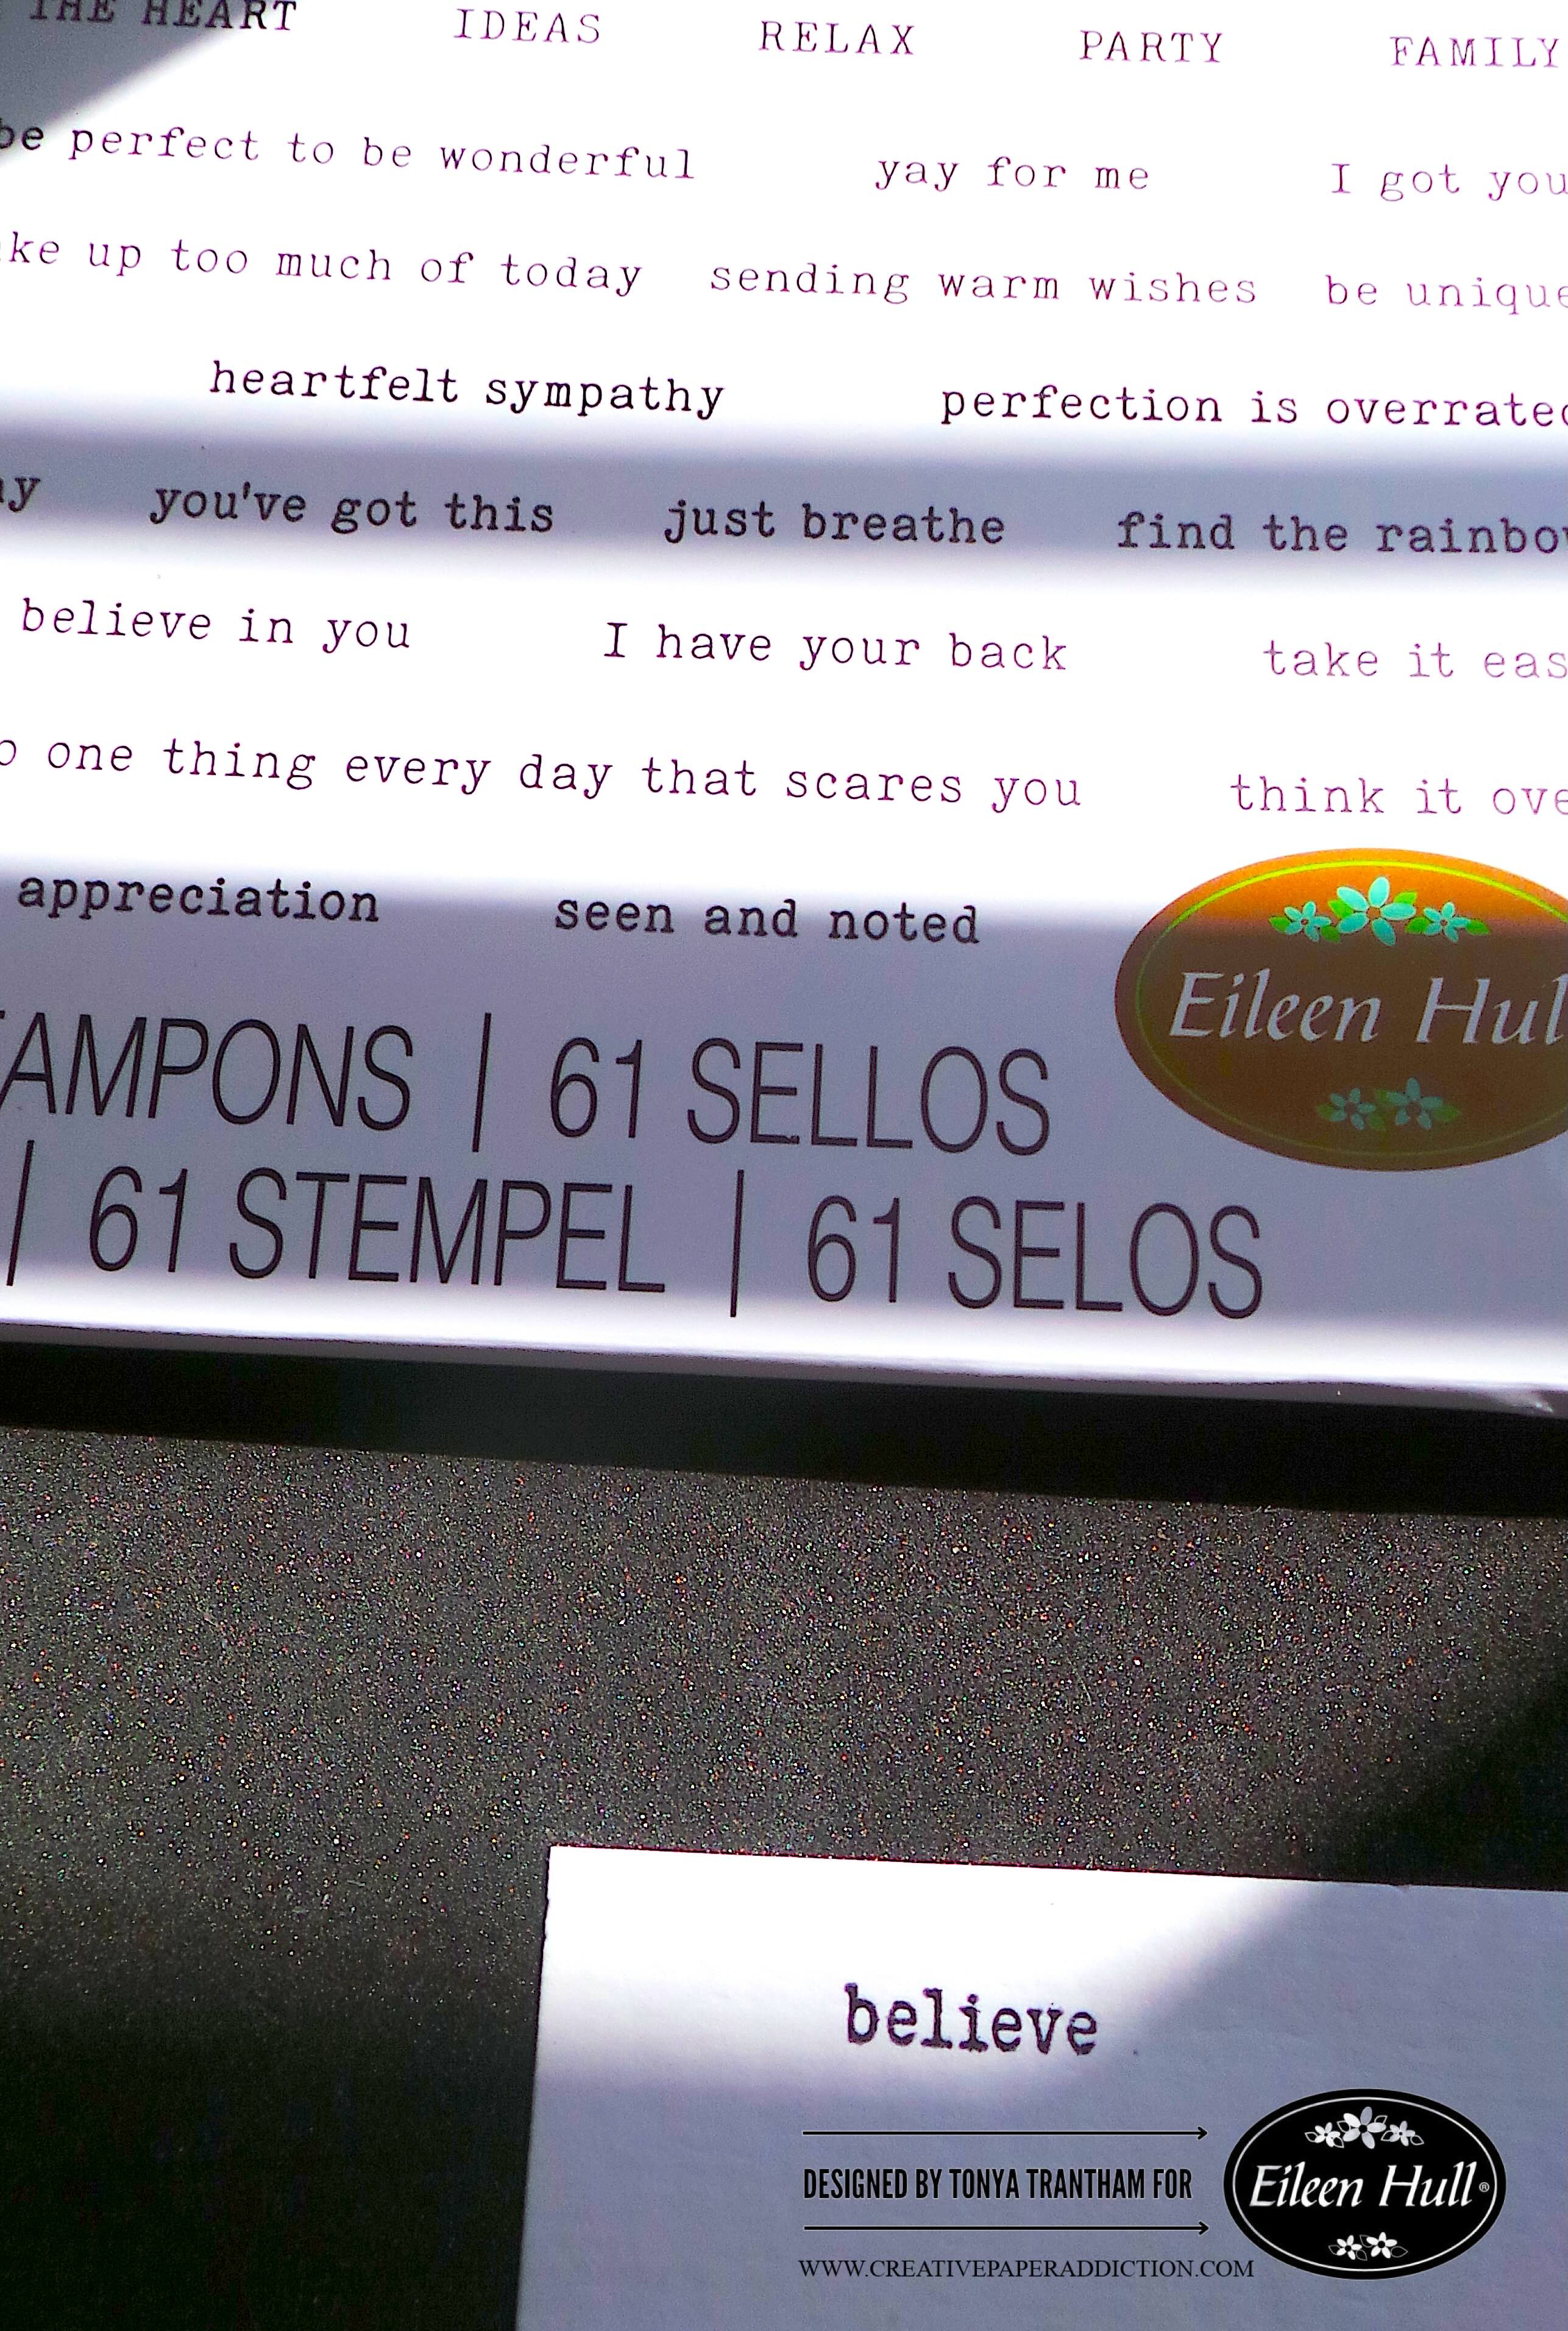 THE HEART IDEAS RELAX PARTY FAMILY
be perfect to be wonderful yay for me I got you
ke up too much of today sending warm wishes be unique
heartfelt sympathy perfection is overrated
ay you've got this just breathe find the rainbow
believe in you I have your back take it eas
o one thing every day that scares you think it ove
appreciation seen and noted
Eileen Hul
TAMPONS | 61 SELLOS
| 61 STEMPEL | 61 SELOS
believe
DESIGNED BY TONYA TRANTHAM FOR
Eileen Hull®
WWW.CREATIVEPAPERADDICTION.COM